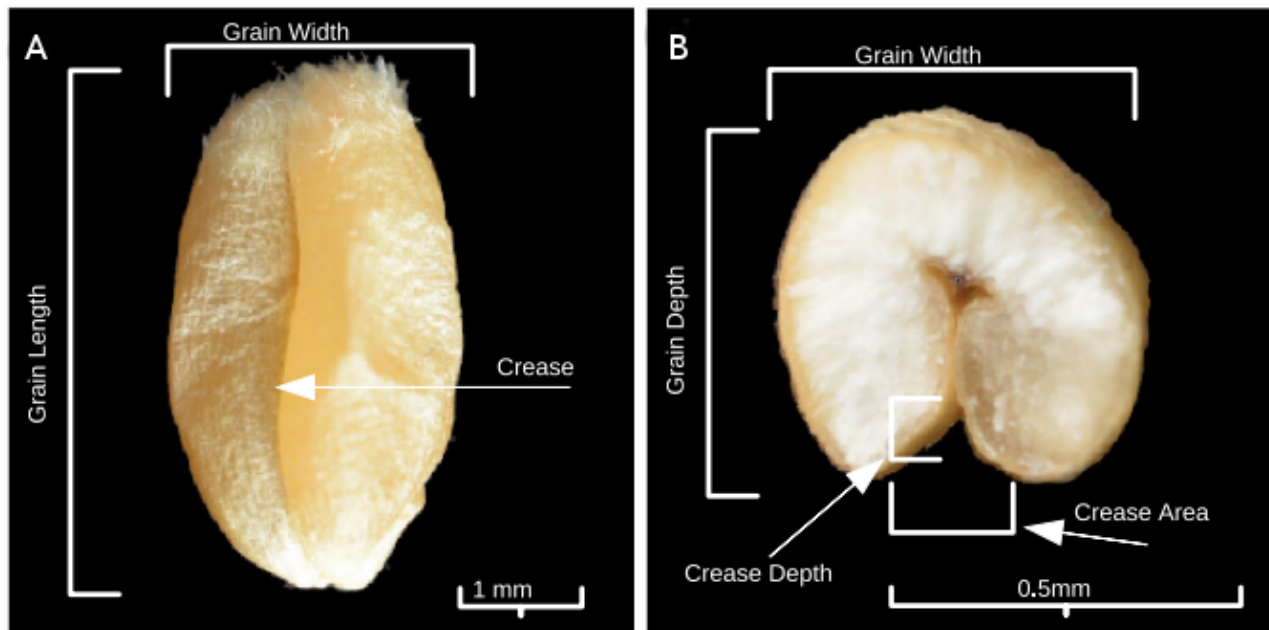 A
Grain Width
Grain Length
Crease
1 mm
B
Grain Width
Grain Depth
Crease Area
Crease Depth
0.5mm